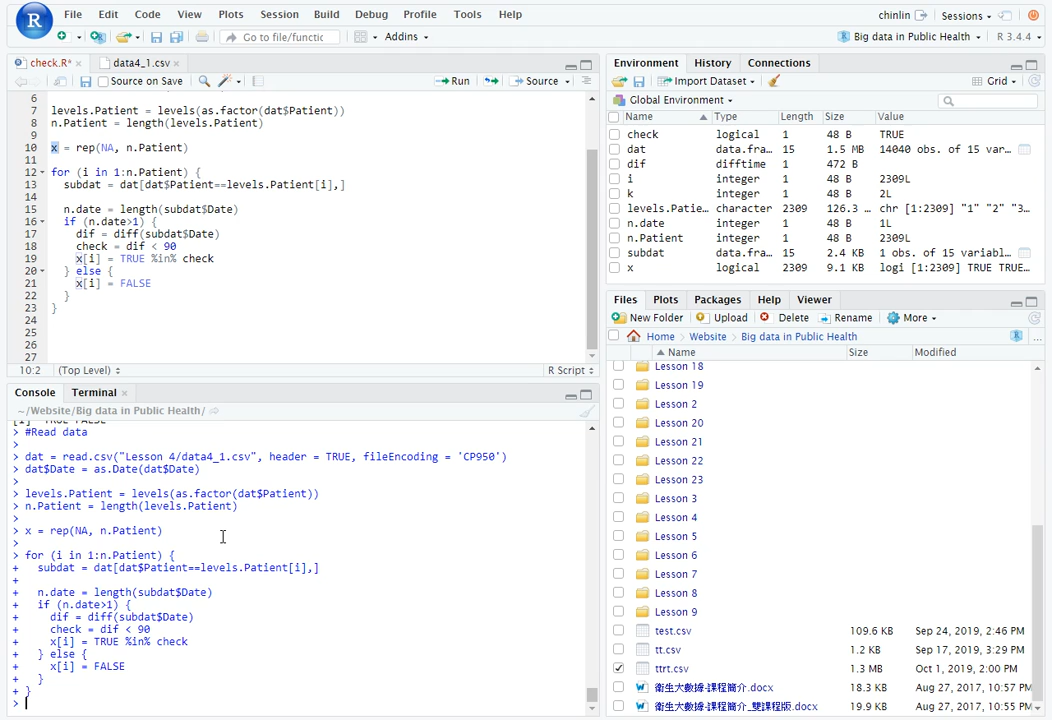 File Edit Code View Plots Session Build Debug Profile Tools Help
chinlin Sessions
Go to file/functic Addins
Big data in Public Health R 3.4.4
check.R* data4_1.csv
Source on Save Run Source
6
7 levels.Patient = levels(as.factor(dat$Patient))
8 n.Patient = length(levels.Patient)
9
10 x = rep(NA, n.Patient)
11
12 for (i in 1:n.Patient) {
13 subdat = dat[dat$Patient==levels.Patient[i],]
14
15 n.date = length(subdat$Date)
16 if (n.date>1) {
17 dif = diff(subdat$Date)
18 check = dif < 90
19 x[i] = TRUE %in% check
20 } else {
21 x[i] = FALSE
22 }
23 }
24
25
26
27
10:2 (Top Level) R Script
Console Terminal
~/Website/Big data in Public Health/
> #Read data
>
> dat = read.csv("Lesson 4/data4_1.csv", header = TRUE, fileEncoding = 'CP950')
> dat$Date = as.Date(dat$Date)
>
> levels.Patient = levels(as.factor(dat$Patient))
> n.Patient = length(levels.Patient)
>
> x = rep(NA, n.Patient)
>
> for (i in 1:n.Patient) {
+ subdat = dat[dat$Patient==levels.Patient[i],]
+
+ n.date = length(subdat$Date)
+ if (n.date>1) {
+ dif = diff(subdat$Date)
+ check = dif < 90
+ x[i] = TRUE %in% check
+ } else {
+ x[i] = FALSE
+ }
+ }
>
Environment History Connections
Import Dataset Grid
Global Environment
Name Type Length Size Value
check logical 1 48 B TRUE
dat data.fra... 15 1.5 MB 14040 obs. of 15 var...
dif difftime 1 472 B
i integer 1 48 B 2309L
k integer 1 48 B 2L
levels.Patie... character 2309 126.3 ... chr [1:2309] "1" "2" "3...
n.date integer 1 48 B 1L
n.Patient integer 1 48 B 2309L
subdat data.fra... 15 2.4 KB 1 obs. of 15 variabl...
x logical 2309 9.1 KB logi [1:2309] TRUE TRUE...
Files Plots Packages Help Viewer
New Folder Upload Delete Rename More
Home Website Big data in Public Health ...
Name Size Modified
Lesson 18
Lesson 19
Lesson 2
Lesson 20
Lesson 21
Lesson 22
Lesson 23
Lesson 3
Lesson 4
Lesson 5
Lesson 6
Lesson 7
Lesson 8
Lesson 9
test.csv 109.6 KB Sep 24, 2019, 2:46 PM
tt.csv 1.2 KB Sep 17, 2019, 3:29 PM
ttrt.csv 1.3 MB Oct 1, 2019, 2:00 PM
衛生大數據-課程簡介.docx 18.3 KB Aug 27, 2017, 10:57 PM
衛生大數據-課程簡介_雙課程版.docx 19.9 KB Aug 27, 2017, 10:55 PM